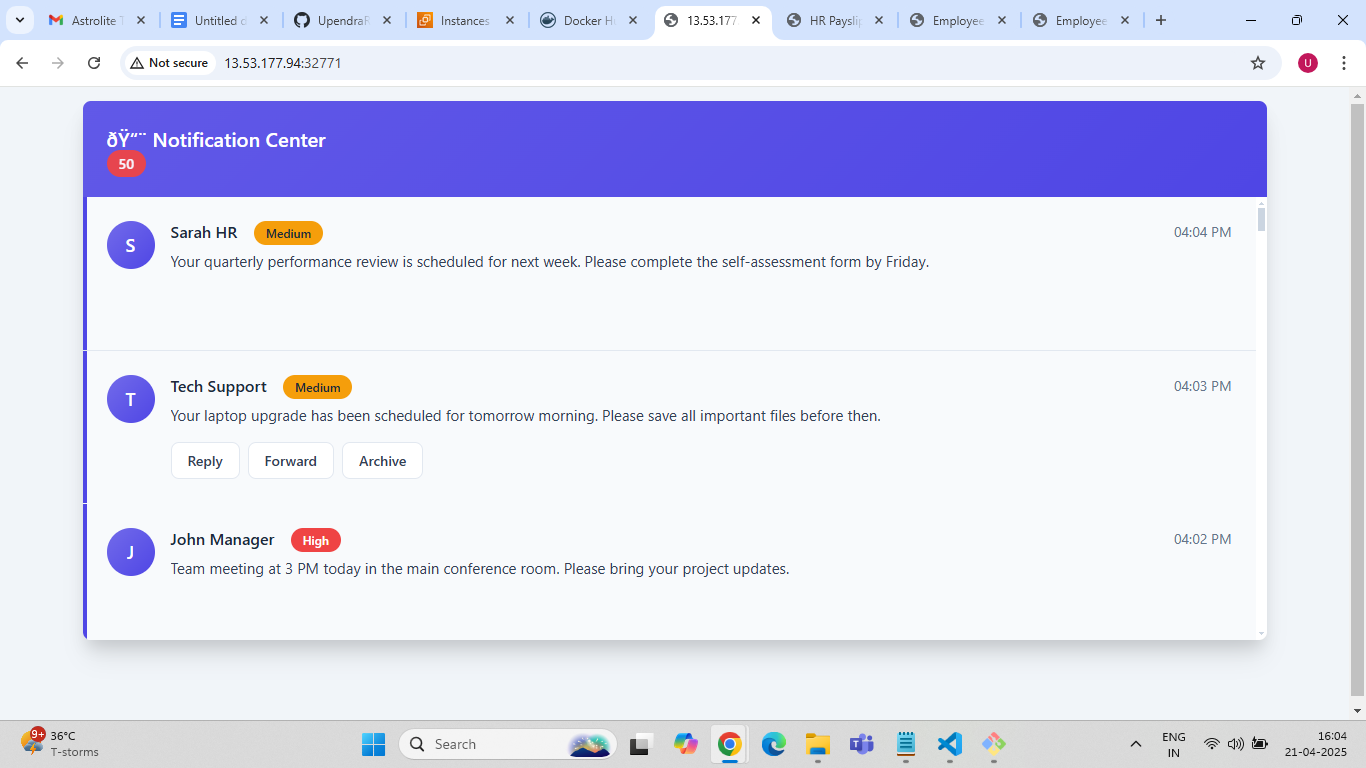 Astrolite T
Untitled d
UpendraR
Instances
Docker H
13.53.177
HR Payslip
Employee
Employee
Not secure
13.53.177.94:32771
U
ðŸ“¨ Notification Center
50
S
Sarah HR
Medium
04:04 PM
Your quarterly performance review is scheduled for next week. Please complete the self-assessment form by Friday.
T
Tech Support
Medium
04:03 PM
Your laptop upgrade has been scheduled for tomorrow morning. Please save all important files before then.
Reply
Forward
Archive
J
John Manager
High
04:02 PM
Team meeting at 3 PM today in the main conference room. Please bring your project updates.
9+
36°C
T-storms
Search
ENG
IN
16:04
21-04-2025